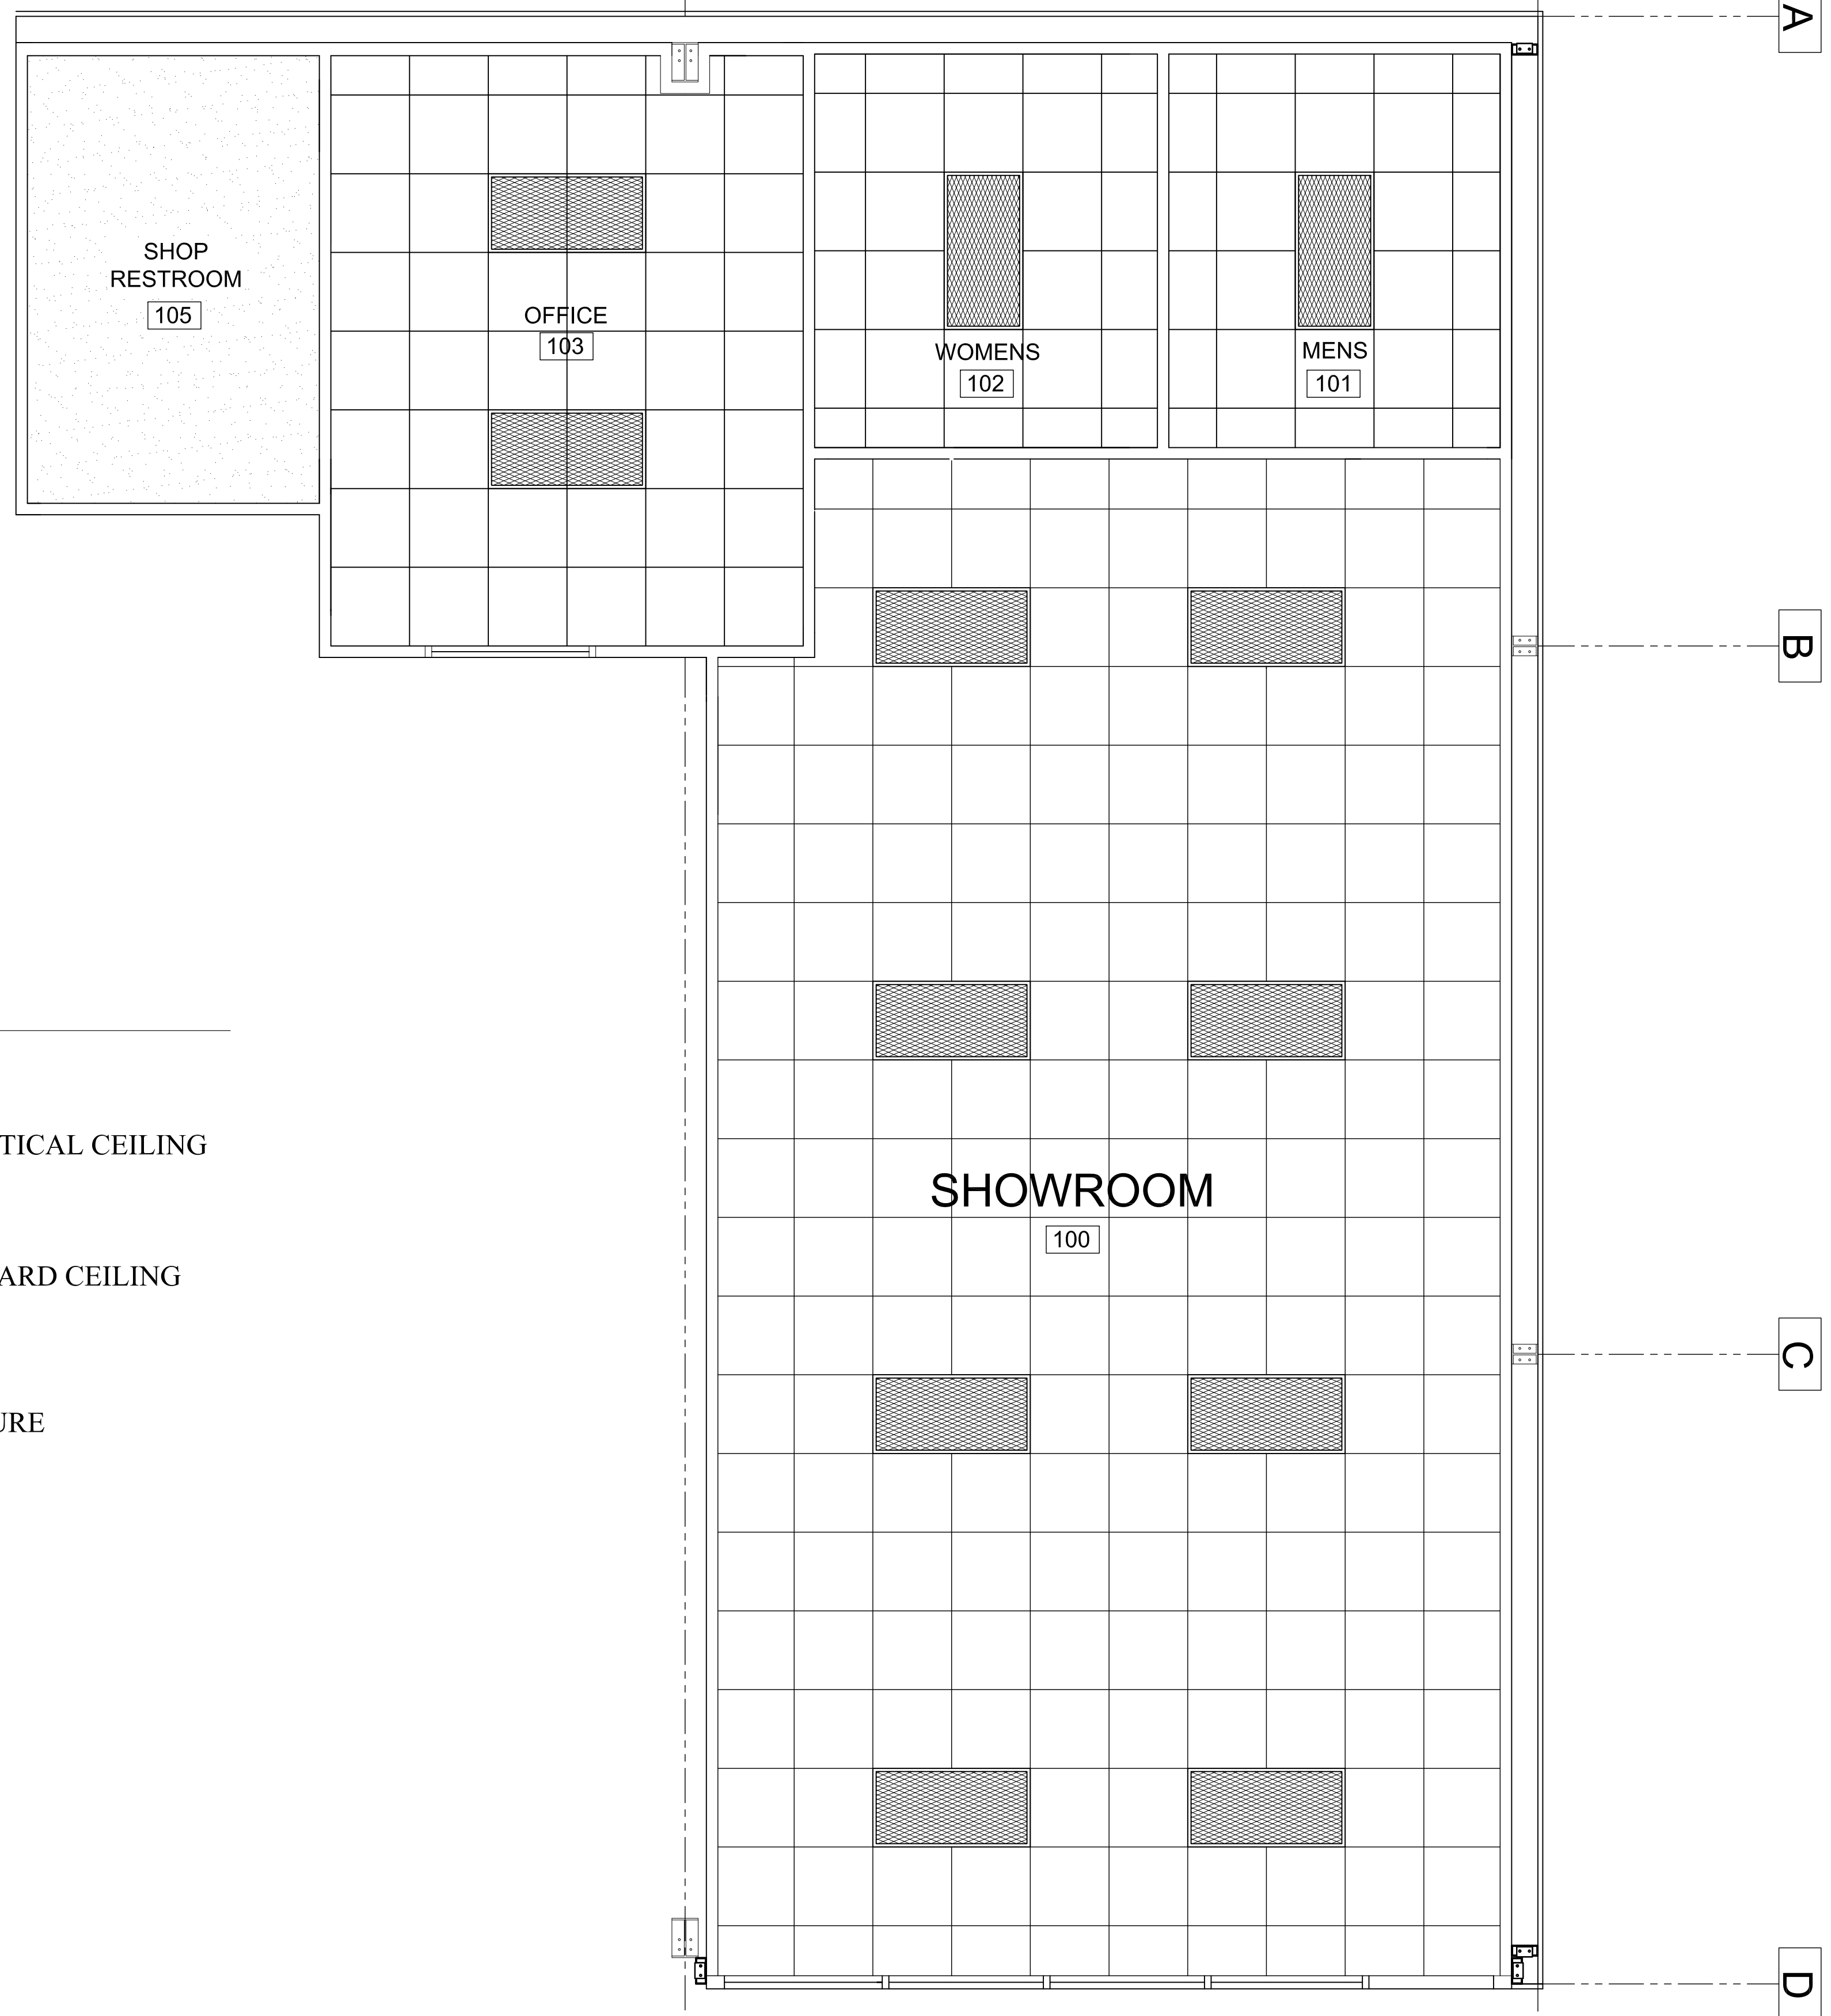 A
SHOP
RESTROOM
105
OFFICE
103
WOMENS
102
MENS
101
B
TICAL CEILING
SHOWROOM
100
ARD CEILING
C
URE
D